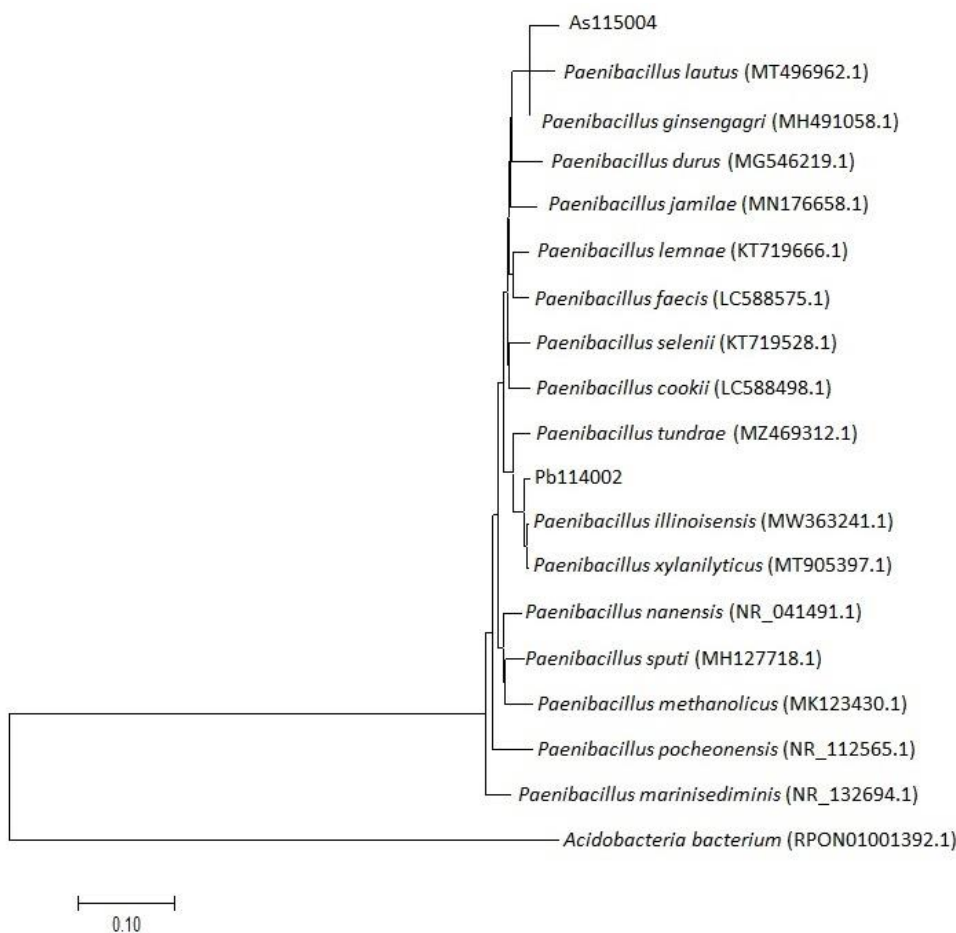 As115004
Paenibacillus lautus (MT496962.1)
Paenibacillus ginsengagri (MH491058.1)
Paenibacillus durus (MG546219.1)
Paenibacillus jamilae (MN176658.1)
Paenibacillus lemnae (KT719666.1)
Paenibacillus faecis (LC588575.1)
Paenibacillus selenii (KT719528.1)
Paenibacillus cookii (LC588498.1)
Paenibacillus tundrae (MZ469312.1)
Pb114002
Paenibacillus illinoisensis (MW363241.1)
Paenibacillus xylanilyticus (MT905397.1)
Paenibacillus nanensis (NR_041491.1)
Paenibacillus sputi (MH127718.1)
Paenibacillus methanolicus (MK123430.1)
Paenibacillus pocheonensis (NR_112565.1)
Paenibacillus marinisediminis (NR_132694.1)
Acidobacteria bacterium (RPON01001392.1)
0.10